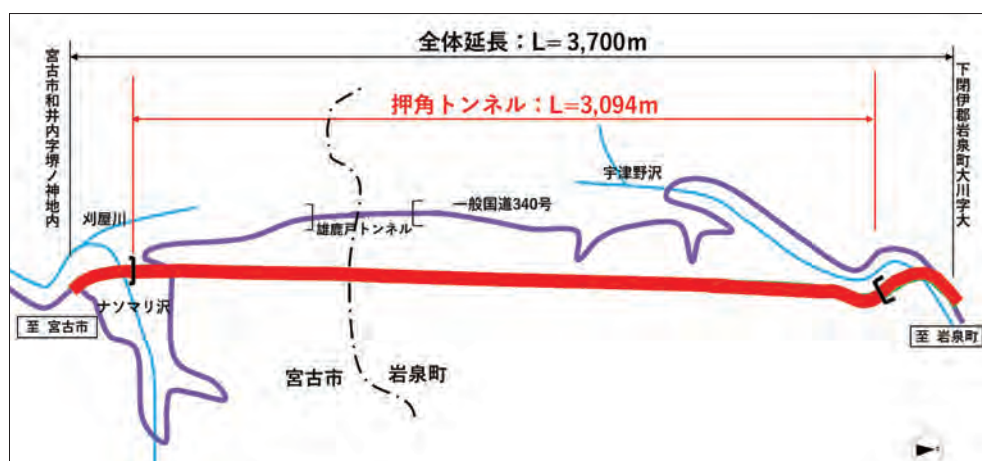 全体延長：L= 3,700m
押角トンネル：L=3,094m
宮古市和井内字堺ノ神地内
下閉伊郡岩泉町大川字大
宇津野沢
刈屋川
一般国道340号
雄鹿戸トンネル
ナソマリ沢
至 宮古市
至 岩泉町
宮古市
岩泉町